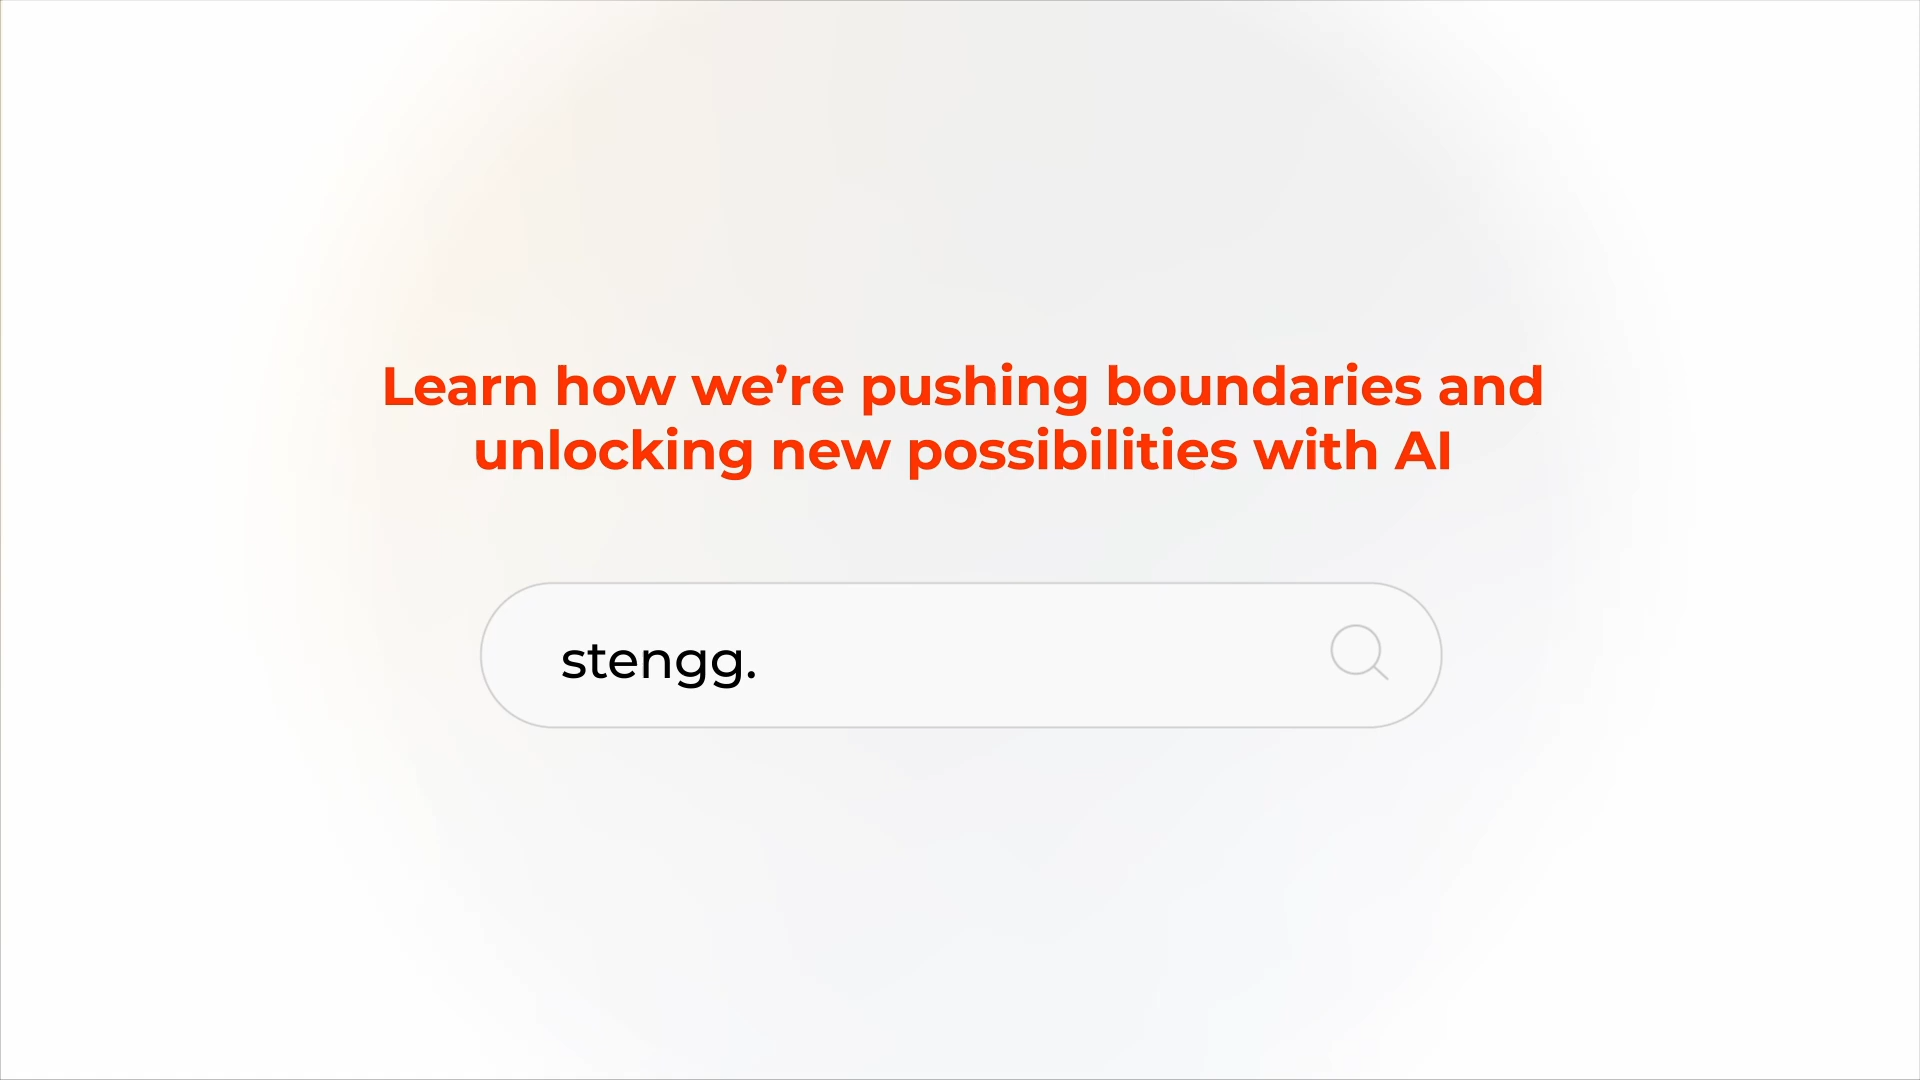 Learn how we’re pushing boundaries and
unlocking new possibilities with AI
stengg.